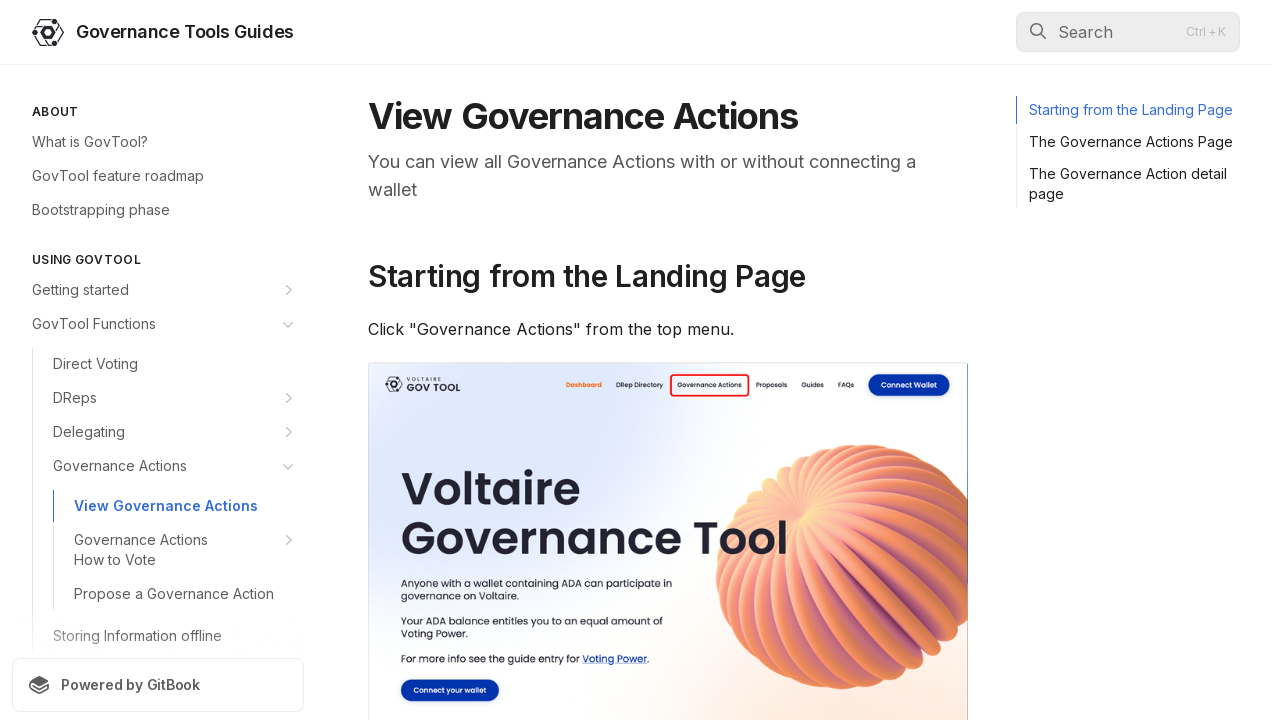 Governance Tools Guides
Search
Ctrl + K
ABOUT
What is GovTool?
GovTool feature roadmap
Bootstrapping phase
USING GOVTOOL
Getting started
GovTool Functions
Direct Voting
DReps
Delegating
Governance Actions
View Governance Actions
Governance Actions
How to Vote
Propose a Governance Action
Storing Information offline
Powered by GitBook
View Governance Actions
You can view all Governance Actions with or without connecting a
wallet
Starting from the Landing Page
Click "Governance Actions" from the top menu.
VOLTAIRE
GOV TOOL
Dashboard
DRep Directory
Governance Actions
Proposals
Guides
FAQs
Connect Wallet
Voltaire
Governance Tool
Anyone with a wallet containing ADA can participate in
governance on Voltaire.
Your ADA balance entitles you to an equal amount of
Voting Power.
For more info see the guide entry for Voting Power.
Connect your wallet
Starting from the Landing Page
The Governance Actions Page
The Governance Action detail
page